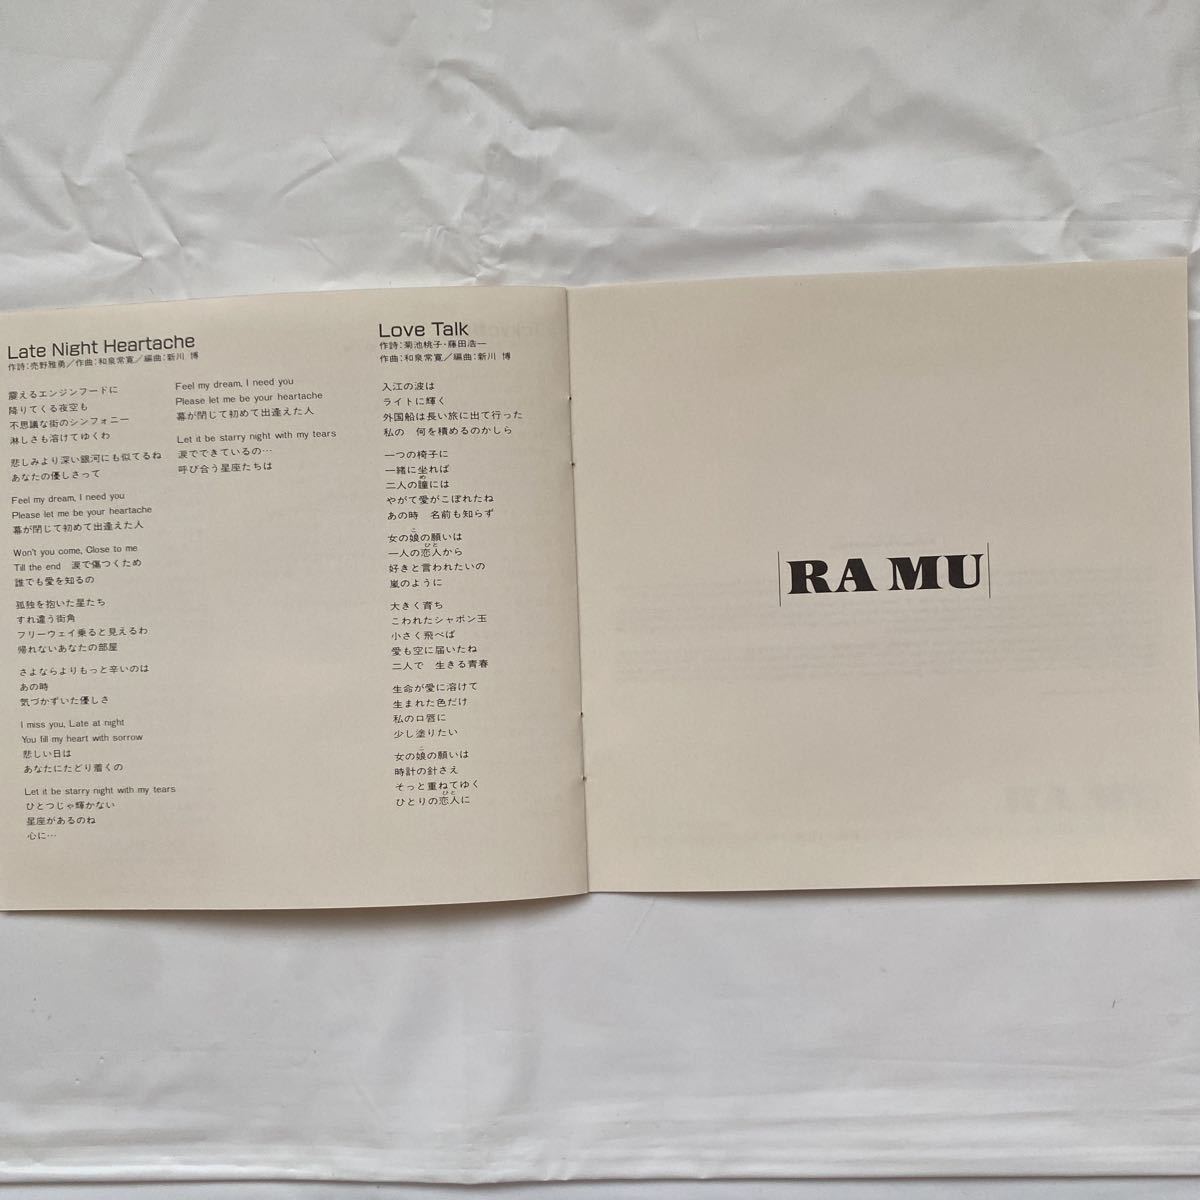 Late Night Heartache
作詩:売野雅勇/作曲:和泉常寛/編曲:新川 博
震えるエンジンフードに
降りてくる夜空も
不思議な街のシンフォニー
淋しさも溶けてゆくわ
悲しみより深い銀河にも似てるね
あなたの優しさって
Feel my dream, I need you
Please let me be your heartache
幕が閉じて初めて出逢えた人
Won't you come, Close to me
Till the end 涙で傷つくため
誰でも愛を知るの
孤独を抱いた星たち
すれ違う街角
フリーウェイ乗ると見えるわ
帰れないあなたの部屋
さよならよりもっと辛いのは
あの時
気づかずいた優しさ
I miss you, Late at night
You fill my heart with sorrow
悲しい日は
あなたにたどり着くの
Let it be starry night with my tears
ひとつじゃ輝かない
星座があるのね
心に…
Feel my dream, I need you
Please let me be your heartache
幕が閉じて初めて出逢えた人
Let it be starry night with my tears
涙でできているの…
呼び合う星座たちは
Love Talk
作詩:菊池桃子・藤田浩一
作曲:和泉常寛/編曲:新川 博
入江の波は
ライトに輝く
外国船は長い旅に出て行った
私の 何を積めるのかしら
一つの椅子に
一緒に坐れば
二人の瞳には
め
やがて愛がこぼれたね
あの時 名前も知らず
女の娘の願いは
こ
一人の恋人から
ひと
好きと言われたいの
嵐のように
大きく育ち
こわれたシャボン玉
小さく飛べば
愛も空に届いたね
二人で 生きる青春
生命が愛に溶けて
生まれた色だけ
私の口唇に
少し塗りたい
女の娘の願いは
こ
時計の針さえ
そっと重ねてゆく
ひとりの恋人に
ひと
RA MU